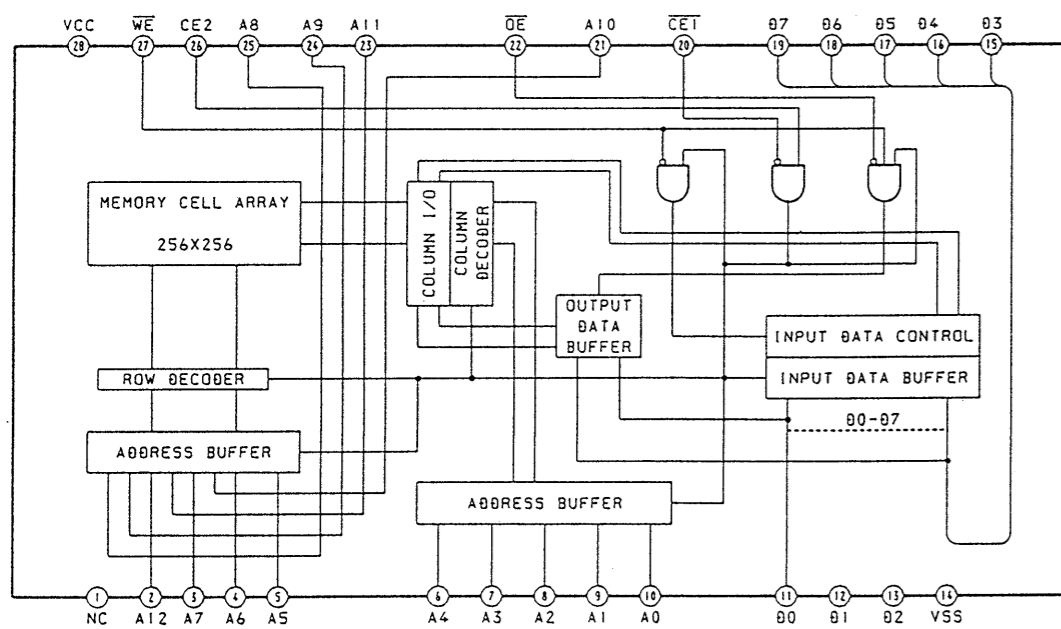 VCC W̅E̅ CE2 A8 A9 A11 O̅E̅ A10 C̅E̅1̅ D7 D6 D5 D4 D3
28 27 26 25 24 23 22 21 20 19 18 17 16 15
MEMORY CELL ARRAY
256X256
COLUMN I/O
COLUMN
DECODER
OUTPUT
DATA
BUFFER
INPUT DATA CONTROL
INPUT DATA BUFFER
ROW DECODER
D0-D7
ADDRESS BUFFER
ADDRESS BUFFER
1 2 3 4 5 6 7 8 9 10 11 12 13 14
NC A12 A7 A6 A5 A4 A3 A2 A1 A0 D0 D1 D2 VSS